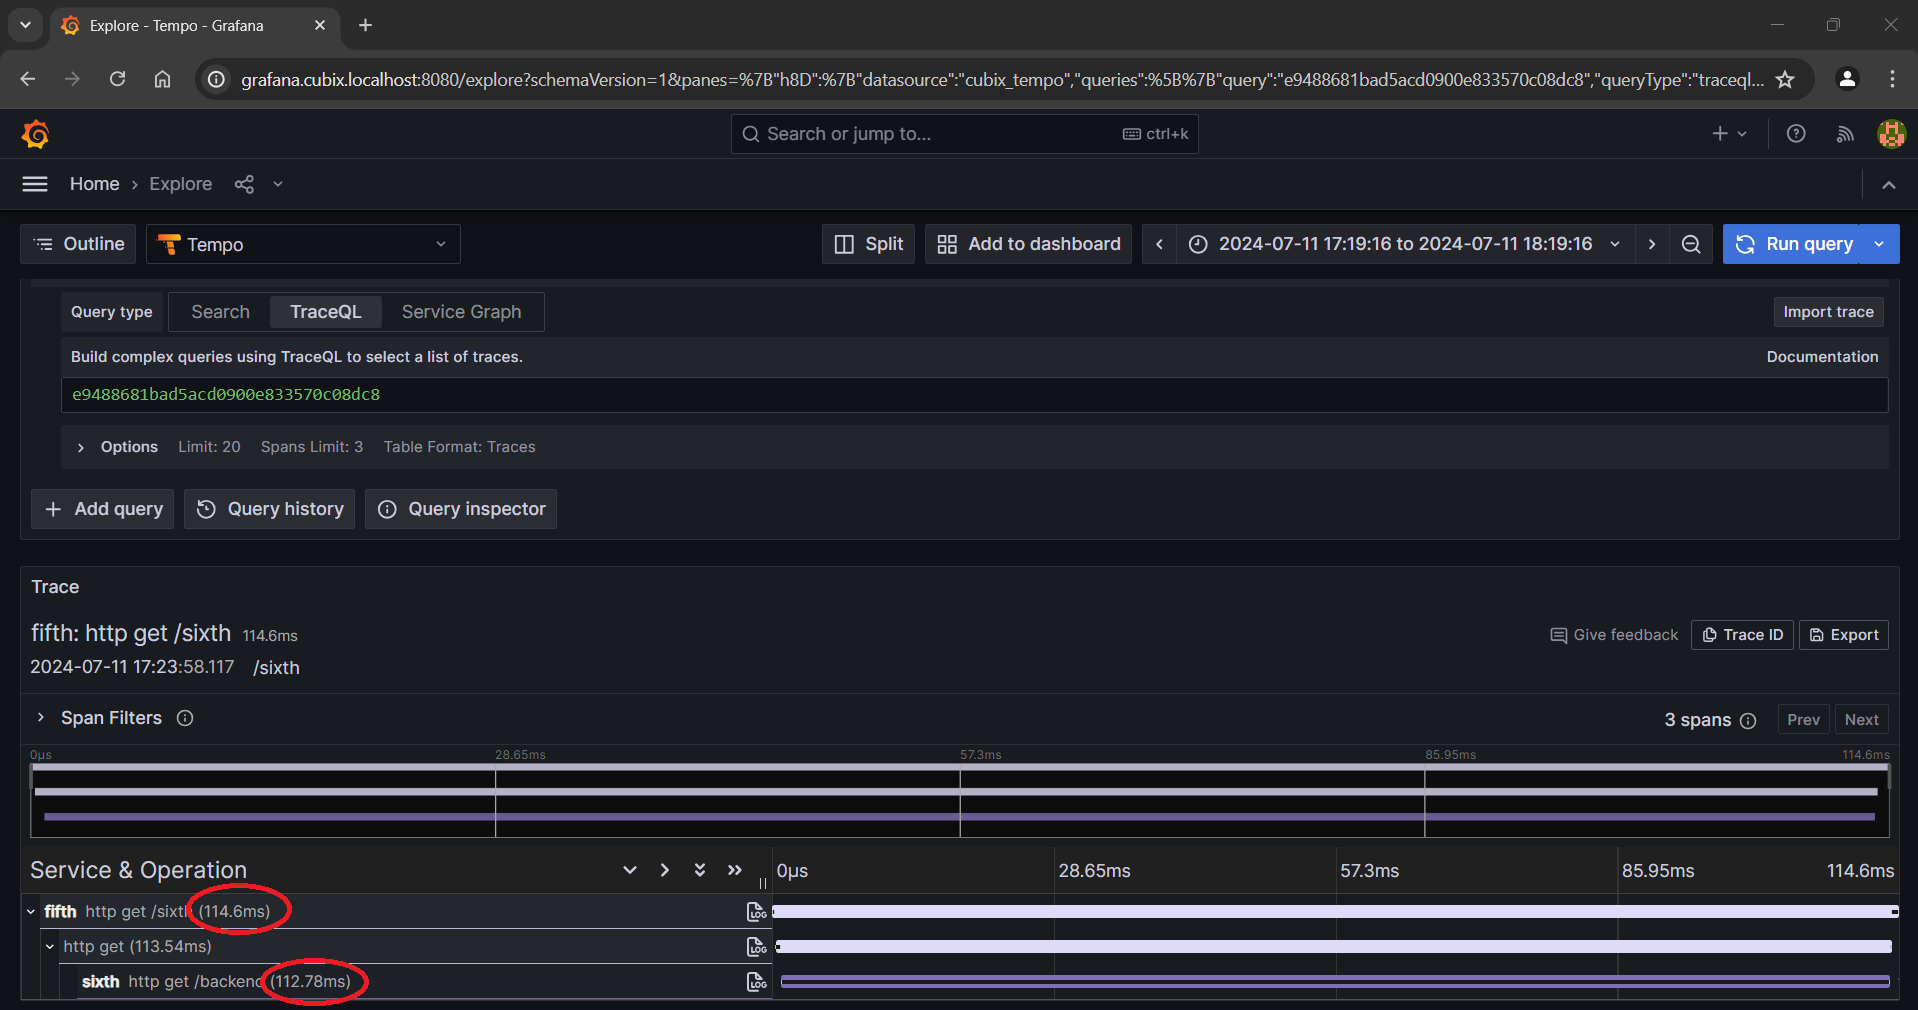 Explore - Tempo - Grafana
grafana.cubix.localhost:8080/explore?schemaVersion=1&panes=%7B"h8D":%7B"datasource":"cubix_tempo","queries":%5B%7B"query":"e9488681bad5acd0900e833570c08dc8","queryType":"traceql...
Search or jump to... ctrl+k
Home › Explore
Outline Tempo Split Add to dashboard 2024-07-11 17:19:16 to 2024-07-11 18:19:16 Run query
Query type Search TraceQL Service Graph Import trace
Build complex queries using TraceQL to select a list of traces. Documentation
e9488681bad5acd0900e833570c08dc8
Options Limit: 20 Spans Limit: 3 Table Format: Traces
+ Add query Query history Query inspector
Trace
fifth: http get /sixth 114.6ms Give feedback Trace ID Export
2024-07-11 17:23:58.117 /sixth
Span Filters 3 spans Prev Next
0μs 28.65ms 57.3ms 85.95ms 114.6ms
Service & Operation 0μs 28.65ms 57.3ms 85.95ms 114.6ms
fifth http get /sixth (114.6ms) LOG
http get (113.54ms) LOG
sixth http get /backend (112.78ms) LOG